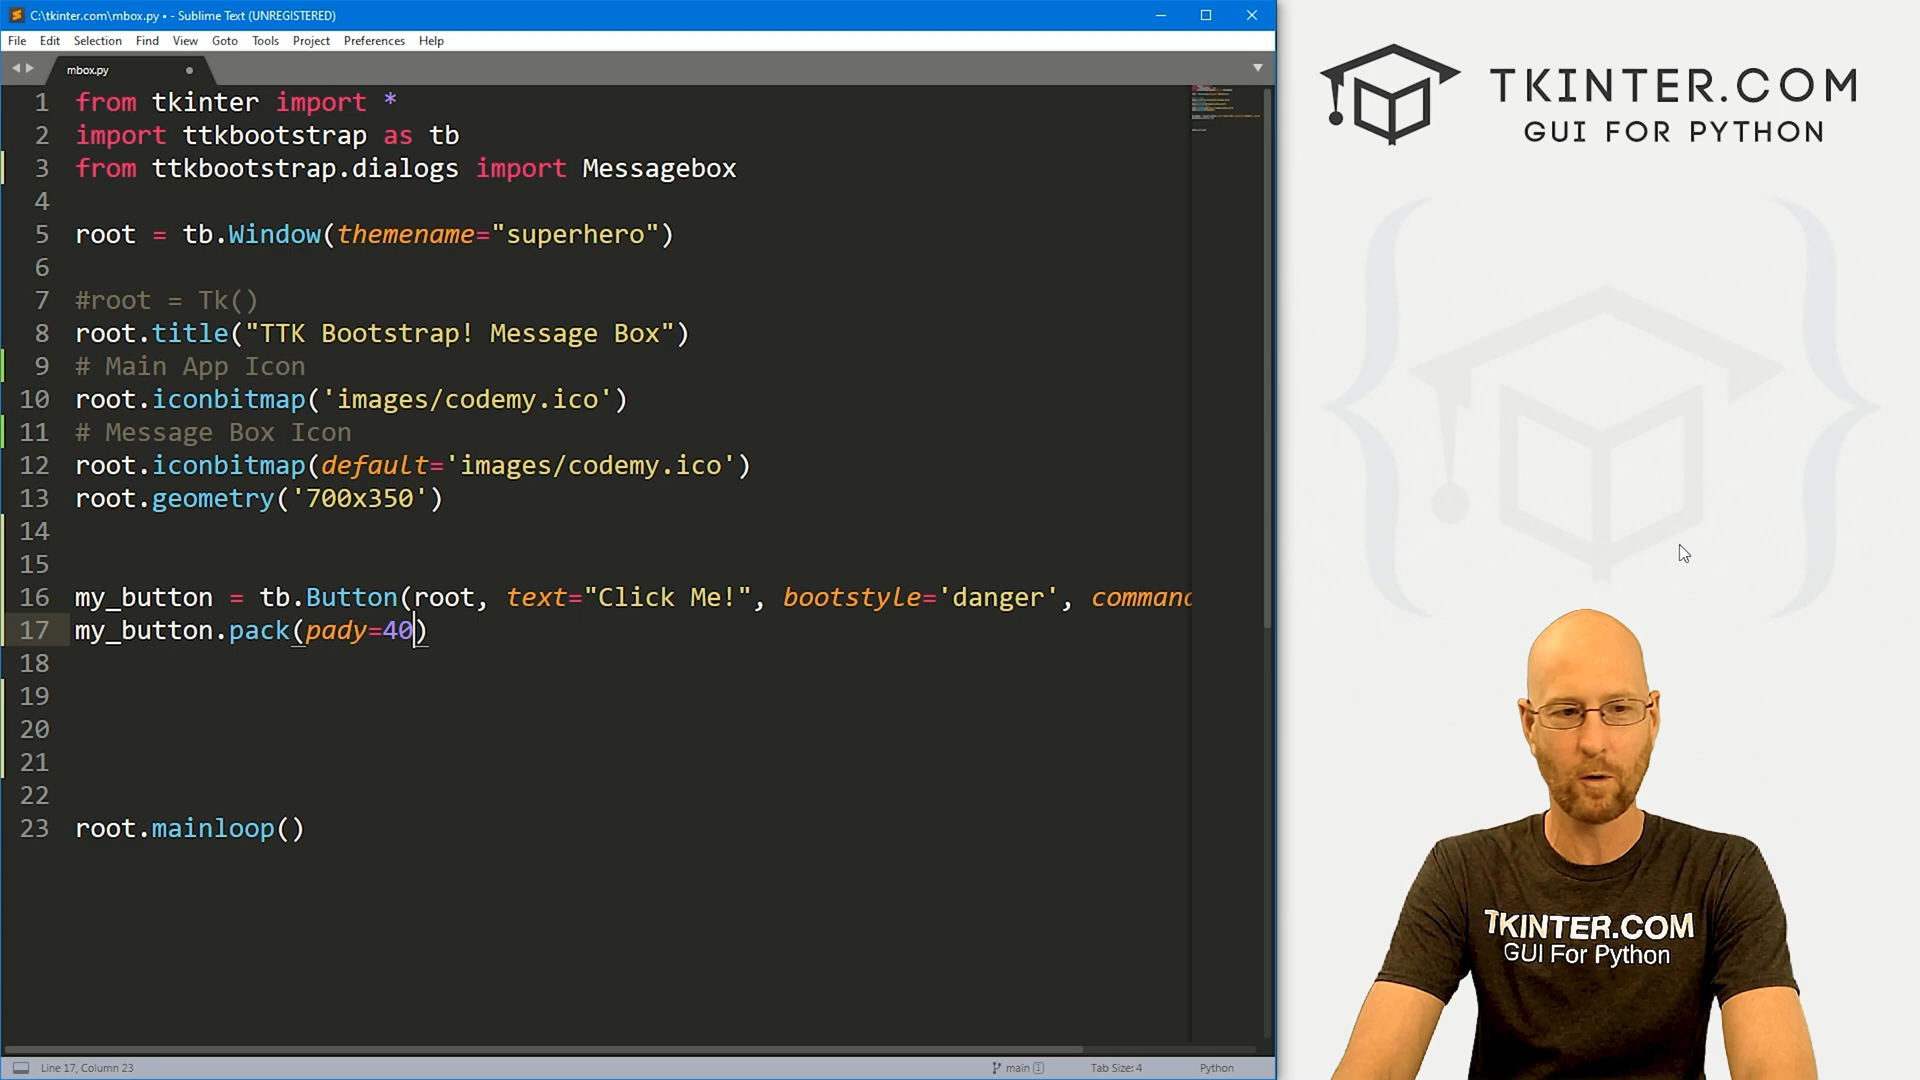 C:\tkinter.com\mbox.py • - Sublime Text (UNREGISTERED)
File Edit Selection Find View Goto Tools Project Preferences Help
mbox.py
1 from tkinter import *
2 import ttkbootstrap as tb
3 from ttkbootstrap.dialogs import Messagebox
4
5 root = tb.Window(themename="superhero")
6
7 #root = Tk()
8 root.title("TTK Bootstrap! Message Box")
9 # Main App Icon
10 root.iconbitmap('images/codemy.ico')
11 # Message Box Icon
12 root.iconbitmap(default='images/codemy.ico')
13 root.geometry('700x350')
14
15
16 my_button = tb.Button(root, text="Click Me!", bootstyle='danger', comman
17 my_button.pack(pady=40)
18
19
20
21
22
23 root.mainloop()
Line 17, Column 23
main 1
Tab Size: 4
Python
TKINTER.COM
GUI FOR PYTHON
TKINTER.COM
GUI For Python